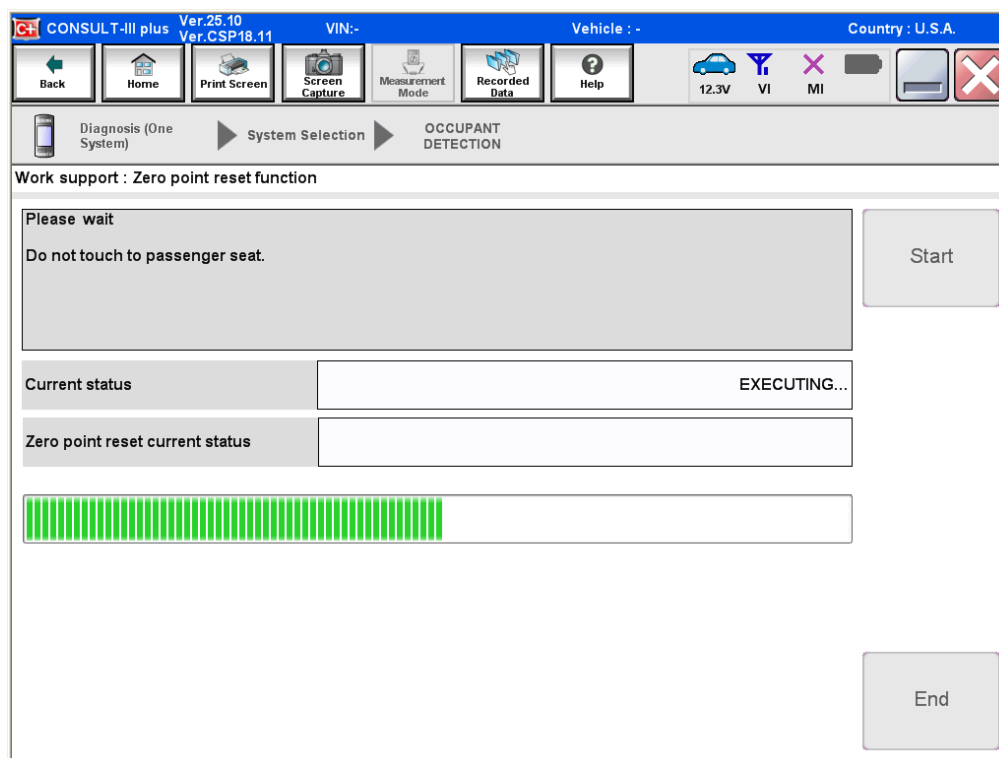 C+ CONSULT-III plus Ver.25.10 VIN:- Vehicle : - Country : U.S.A.
Ver.CSP18.11
Back Home Print Screen Screen Capture Measurement Mode Recorded Data Help 12.3V VI MI
Diagnosis (One System) System Selection OCCUPANT DETECTION
Work support : Zero point reset function
Please wait
Do not touch to passenger seat.
Start
Current status EXECUTING...
Zero point reset current status
End